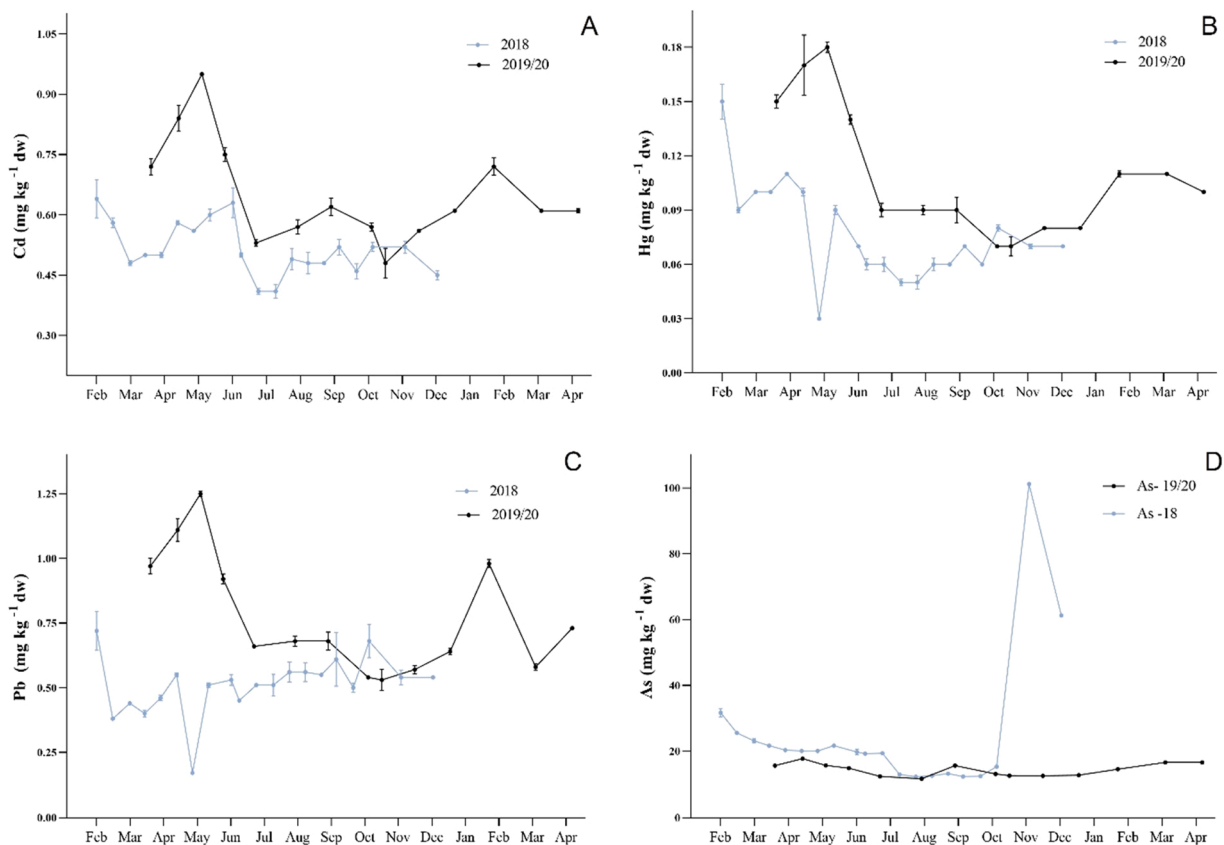 A
2018
2019/20
Cd (mg kg⁻¹ dw)
1.05
0.90
0.75
0.60
0.45
0.30
Feb Mar Apr May Jun Jul Aug Sep Oct Nov Dec Jan Feb Mar Apr
B
2018
2019/20
Hg (mg kg⁻¹ dw)
0.18
0.15
0.12
0.09
0.06
0.03
0.00
Feb Mar Apr May Jun Jul Aug Sep Oct Nov Dec Jan Feb Mar Apr
C
2018
2019/20
Pb (mg kg⁻¹ dw)
1.25
1.00
0.75
0.50
0.25
0.00
Feb Mar Apr May Jun Jul Aug Sep Oct Nov Dec Jan Feb Mar Apr
D
As- 19/20
As -18
As (mg kg⁻¹ dw)
100
80
60
40
20
0
Feb Mar Apr May Jun Jul Aug Sep Oct Nov Dec Jan Feb Mar Apr